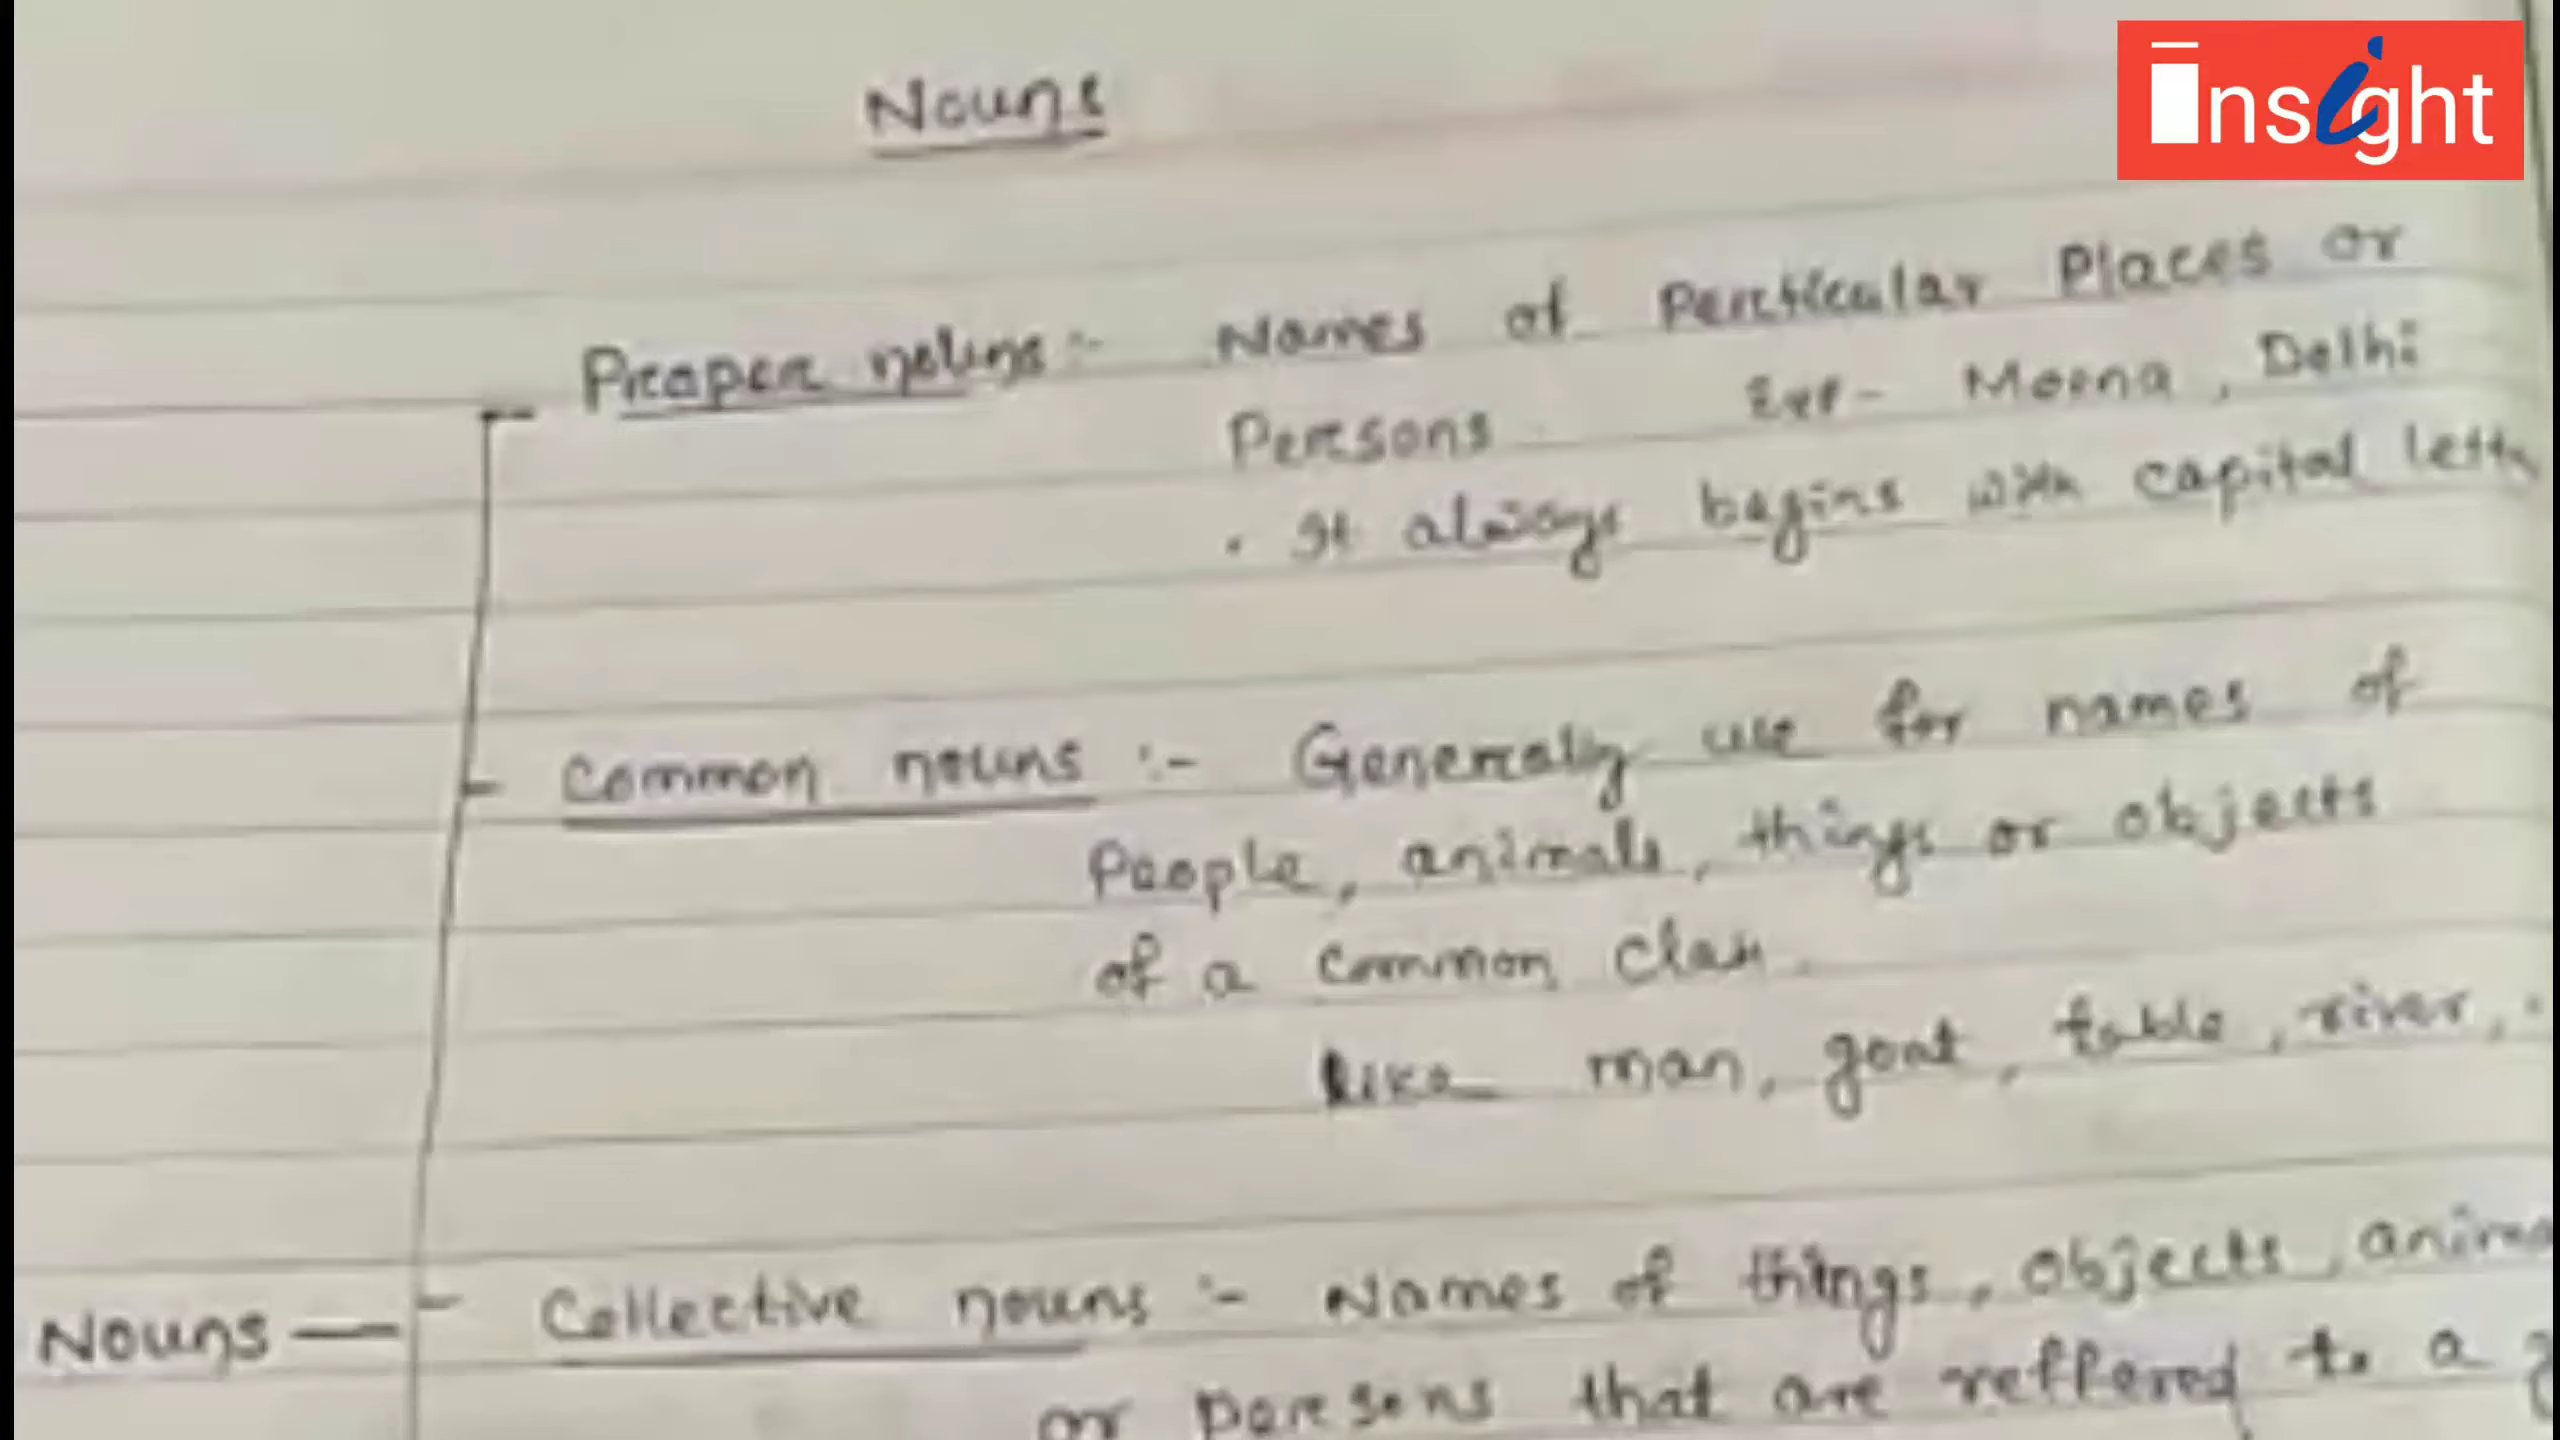 Nouns
Insight
Proper nouns :- Names of Perticular Places or
Persons Exp- Meena, Delhi
. It always begins with capital
Common nouns :- Generally use for names of
People, animals, things or objects
of a common class.
Like man, goat, table, river,
Nouns — Collective nouns :- Names of things, objects,
or persons that are reffered to a